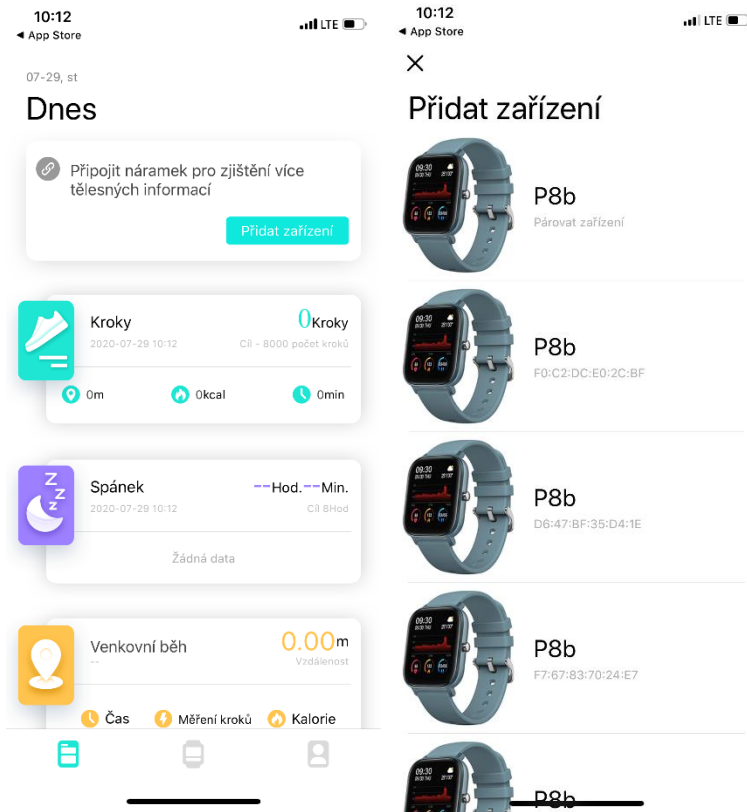 10:12
LTE
◀ App Store
07-29, st
Dnes
Připojit náramek pro zjištění více
tělesných informací
Přidat zařízení
Kroky
0Kroky
2020-07-29 10:12
Cíl - 8000 počet kroků
0m
0kcal
0min
Spánek
--Hod.--Min.
2020-07-29 10:12
Cíl 8Hod
Žádná data
Venkovní běh
0.00m
--
Vzdálenost
Čas
Měření kroků
Kalorie
10:12
LTE
◀ App Store
Přidat zařízení
P8b
Párovat zařízení
P8b
F0:C2:DC:E0:2C:BF
P8b
D6:47:BF:35:D4:1E
P8b
F7:67:83:70:24:E7
P8b